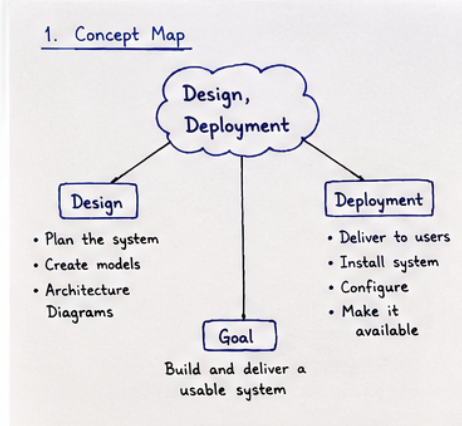 1. Concept Map
Design,
Deployment
Design
• Plan the system
• Create models
• Architecture
Diagrams
Deployment
• Deliver to users
• Install system
• Configure
• Make it
available
Goal
Build and deliver a
usable system